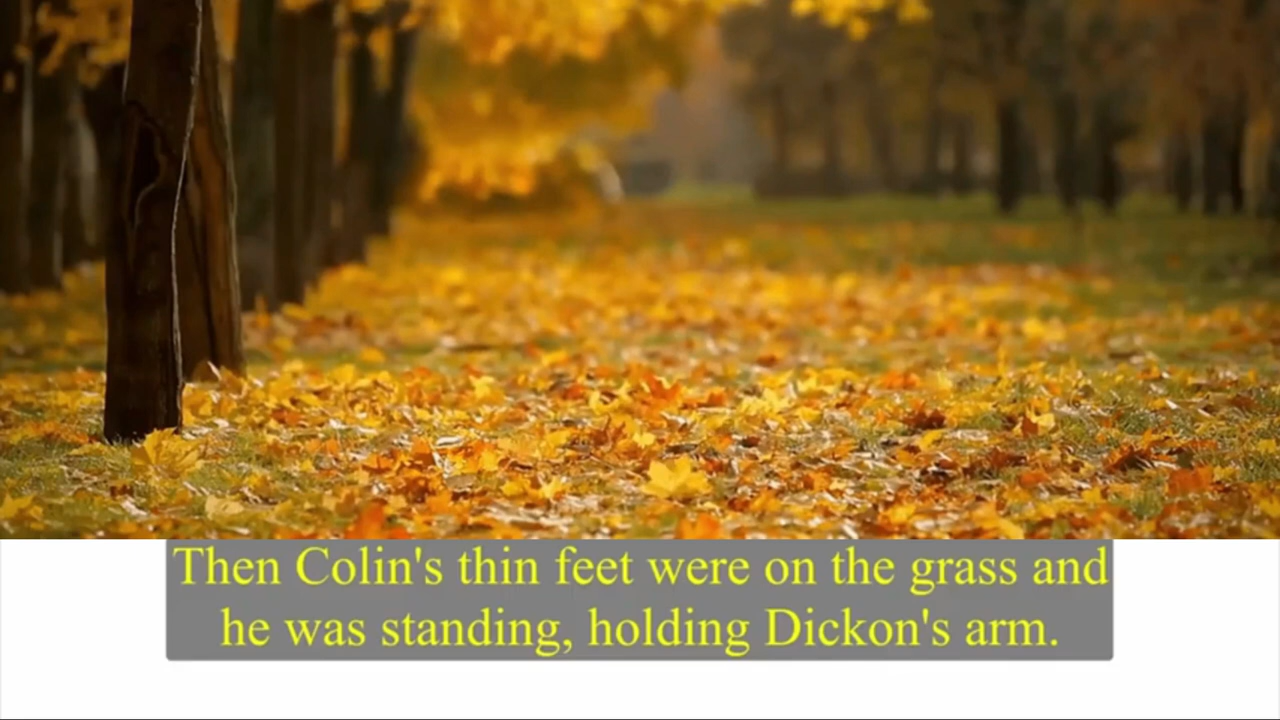 Then Colin's thin feet were on the grass and
he was standing, holding Dickon's arm.